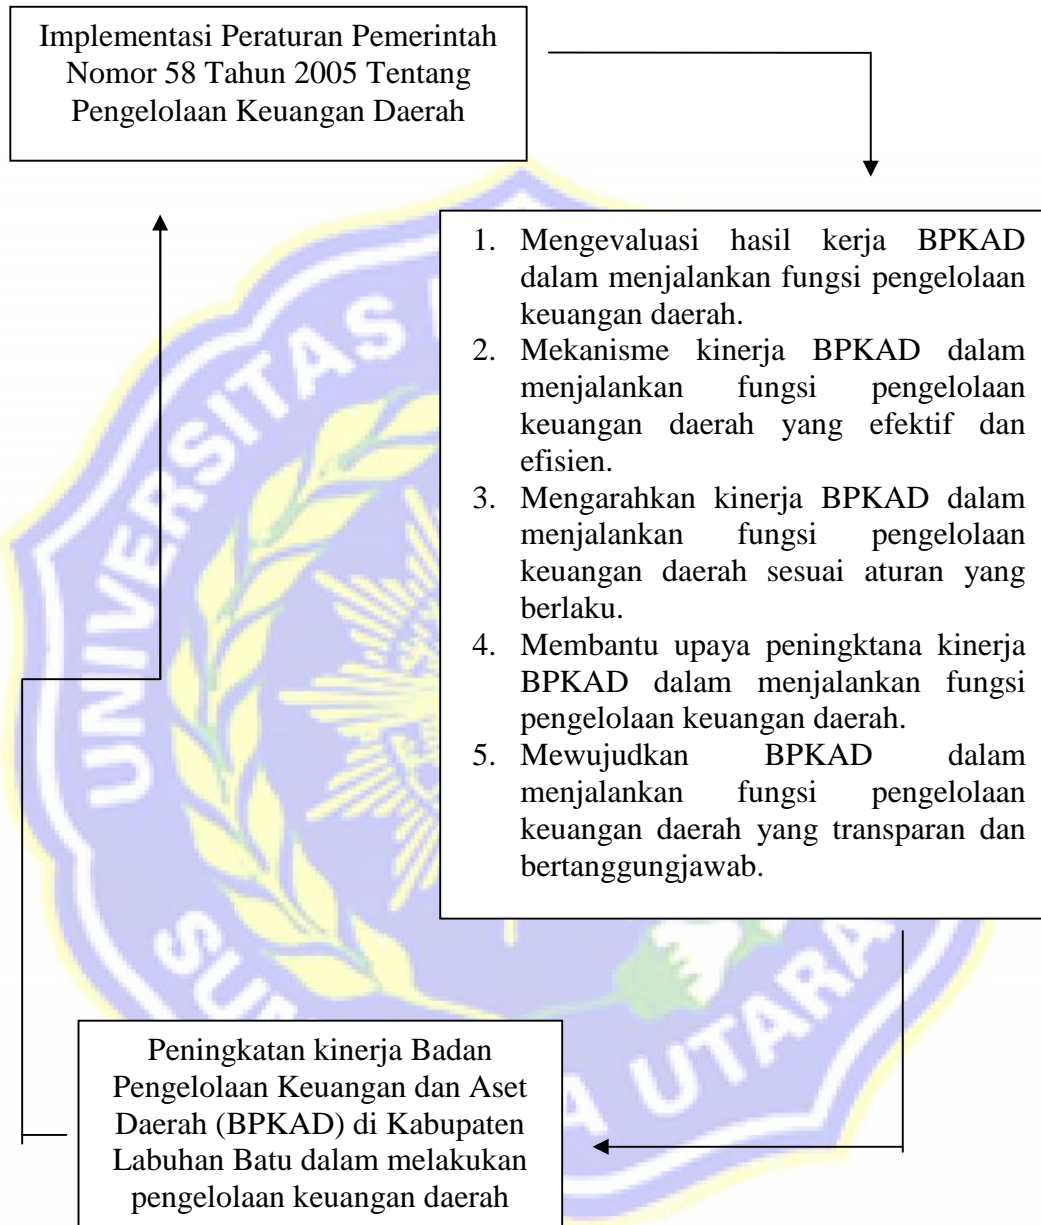 Implementasi Peraturan Pemerintah
Nomor 58 Tahun 2005 Tentang
Pengelolaan Keuangan Daerah
1. Mengevaluasi hasil kerja BPKAD
dalam menjalankan fungsi pengelolaan
keuangan daerah.
2. Mekanisme kinerja BPKAD dalam
menjalankan fungsi pengelolaan
keuangan daerah yang efektif dan
efisien.
3. Mengarahkan kinerja BPKAD dalam
menjalankan fungsi pengelolaan
keuangan daerah sesuai aturan yang
berlaku.
4. Membantu upaya peningktana kinerja
BPKAD dalam menjalankan fungsi
pengelolaan keuangan daerah.
5. Mewujudkan BPKAD dalam
menjalankan fungsi pengelolaan
keuangan daerah yang transparan dan
bertanggungjawab.
Peningkatan kinerja Badan
Pengelolaan Keuangan dan Aset
Daerah (BPKAD) di Kabupaten
Labuhan Batu dalam melakukan
pengelolaan keuangan daerah
UNIVERSITAS
UTARA